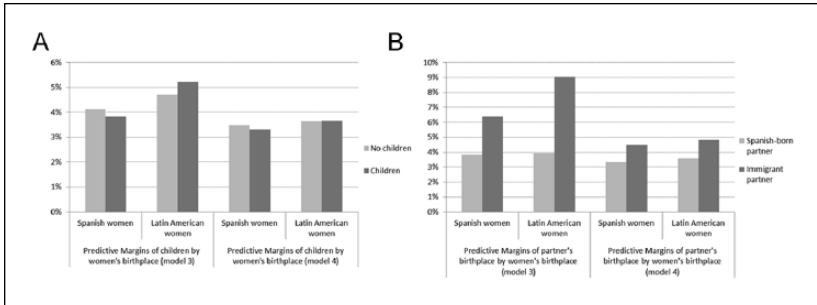 A
6%
5%
4%
3%
2%
1%
0%
No children
Children
Spanish women
Latin American
women
Spanish women
Latin American
women
Predictive Margins of children by
women's birthplace (model 3)
Predictive Margins of children by
women's birthplace (model 4)
B
10%
9%
8%
7%
6%
5%
4%
3%
2%
1%
0%
Spanish-born
partner
Immigrant
partner
Spanish women
Latin American
women
Spanish women
Latin American
women
Predictive Margins of partner's
birthplace by women's birthplace
(model 3)
Predictive Margins of partner's
birthplace by women's birthplace
(model 4)